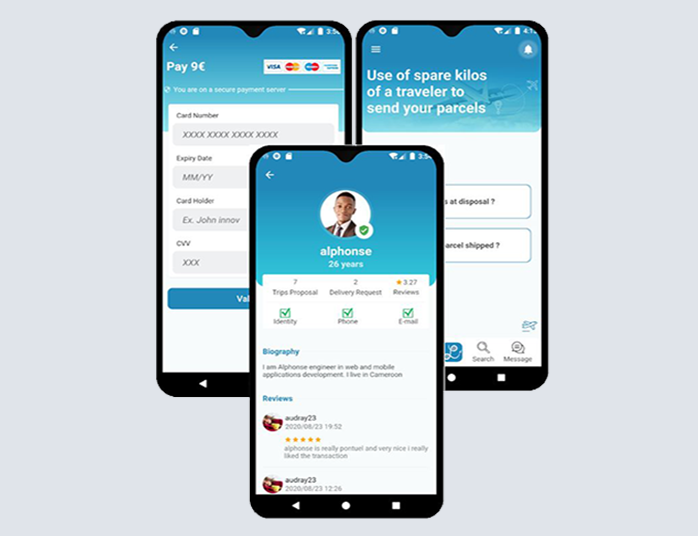 3:54
Pay 9€
VISA
You are on a secure payment server
Card Number
XXXX XXXX XXXX XXXX
Expiry Date
MM/YY
Card Holder
Ex. John innov
CVV
XXX
Val
Use of spare kilos
of a traveler to
send your parcels
s at disposal ?
arcel shipped ?
Search
Message
3:54
alphonse
26 years
7
2
3.27
Trips Proposal
Delivery Request
Reviews
Identity
Phone
E-mail
Biography
I am Alphonse engineer in web and mobile
applications development. I live in Cameroon
Reviews
audray23
2020/08/23 19:52
alphonse is really pontuel and very nice i really
liked the transaction
audray23
2020/08/23 12:26